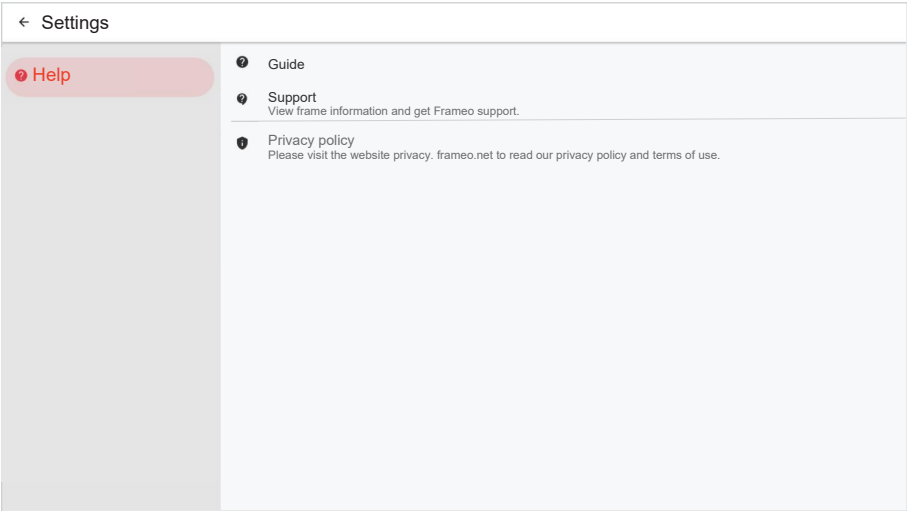 Settings
Help
Guide
Support
View frame information and get Frameo support.
Privacy policy
Please visit the website privacy. frameo.net to read our privacy policy and terms of use.